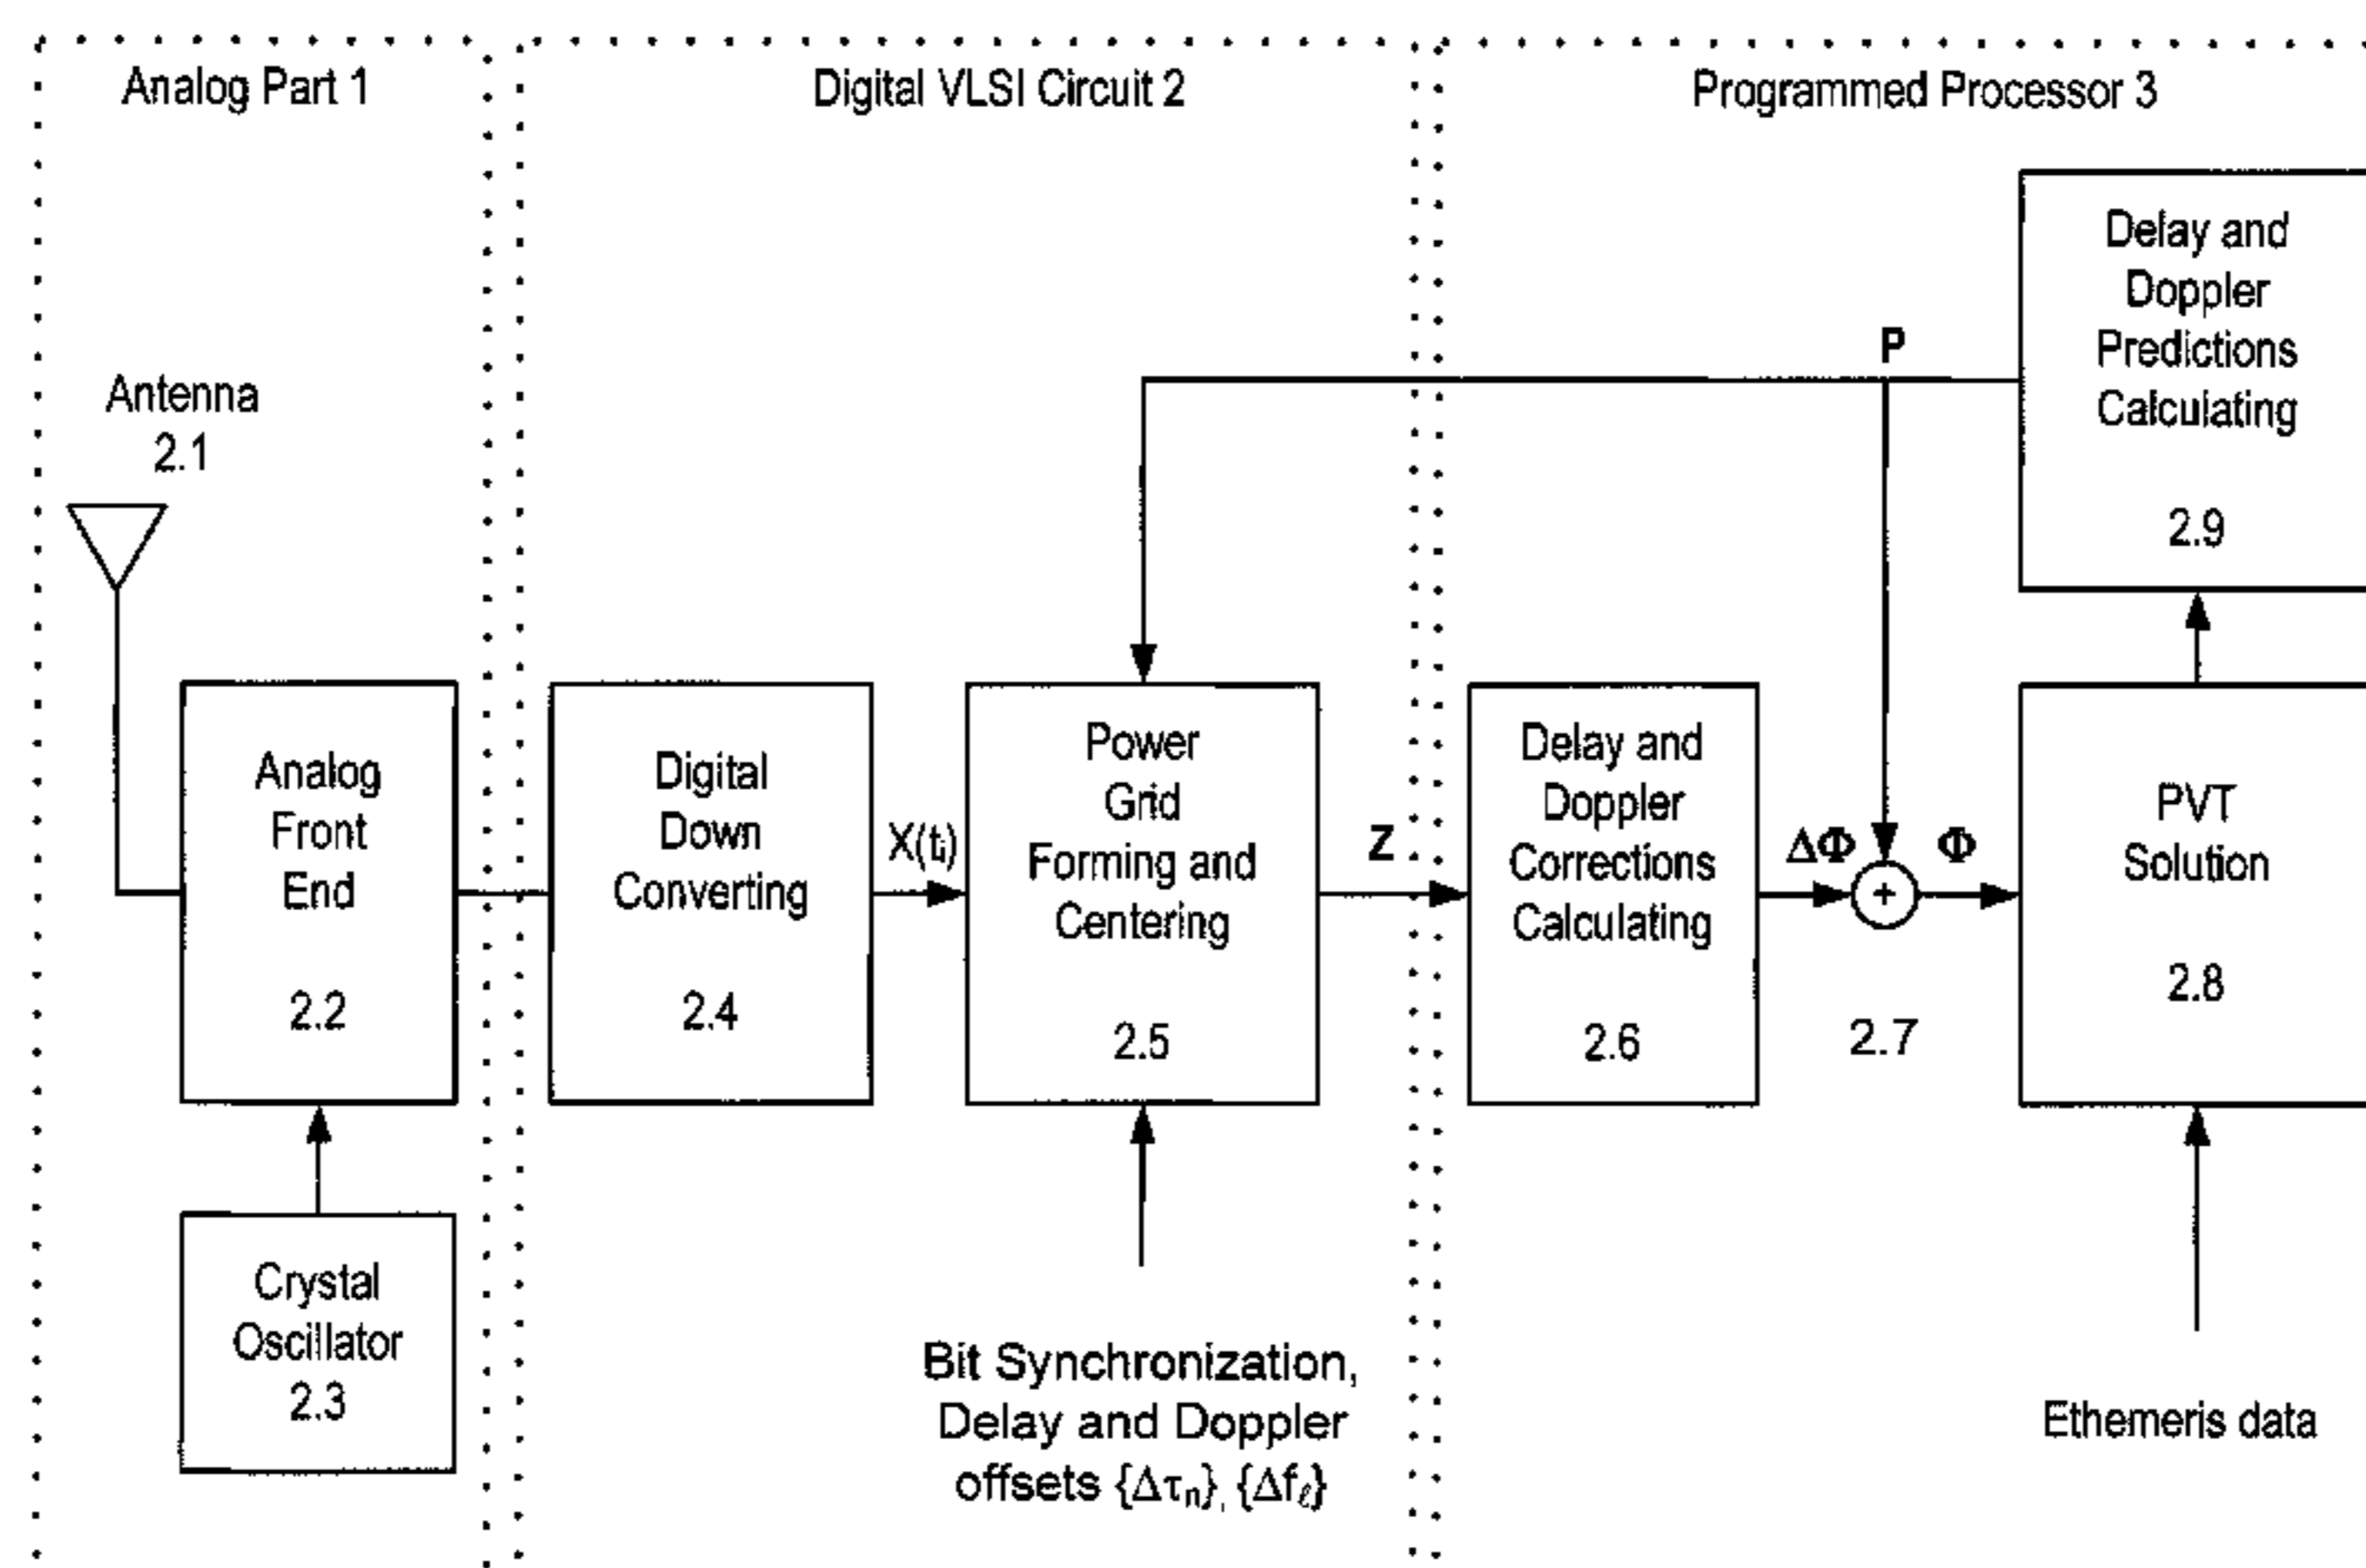 Analog Part 1
Digital VLSI Circuit 2
Programmed Processor 3
Antenna
2.1
Analog
Front
End
2.2
Crystal
Oscillator
2.3
Digital
Down
Converting
2.4
X(tᵢ)
Power
Grid
Forming and
Centering
2.5
Bit Synchronization,
Delay and Doppler
offsets {Δτₙ}, {Δf_ℓ}
Z
Delay and
Doppler
Corrections
Calculating
2.6
ΔΦ
+
2.7
Φ
P
PVT
Solution
2.8
Delay and
Doppler
Predictions
Calculating
2.9
Ethemeris data